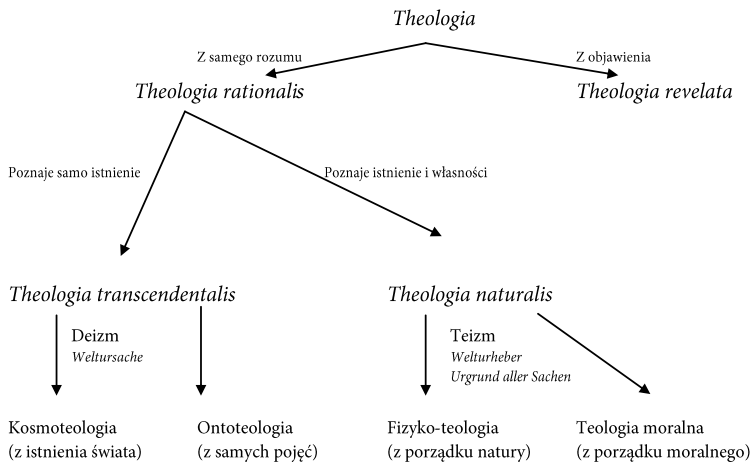 Theologia
Z samego rozumu
Z objawienia
Theologia rationalis
Theologia revelata
Poznaje samo istnienie
Poznaje istnienie i własności
Theologia transcendentalis
Theologia naturalis
Deizm
Weltursache
Teizm
Welturheber
Urgrund aller Sachen
Kosmoteologia
(z istnienia świata)
Ontoteologia
(z samych pojęć)
Fizyko-teologia
(z porządku natury)
Teologia moralna
(z porządku moralnego)